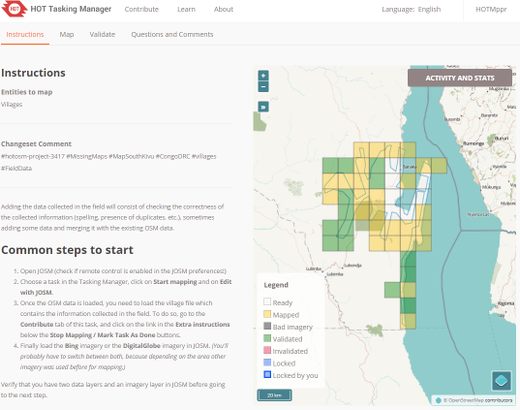 HOT Tasking Manager
Contribute
Learn
About
Language: English
HOTMppr
Instructions
Map
Validate
Questions and Comments
Instructions
Entities to map
Villages
Changeset Comment
#hotosm-project-3417 #MissingMaps #MapSouthKivu #CongoDRC #villages
#FieldData
Adding the data collected in the field will consist of checking the correctness of
the collected information (spelling, presence of duplicates, etc.), sometimes
adding some data and merging it with the existing OSM data.
Common steps to start
1. Open JOSM (check if remote control is enabled in the JOSM preferences!)
2. Choose a task in the Tasking Manager, click on Start mapping and on Edit
with JOSM.
3. Once the OSM data is loaded, you need to load the village file which
contains the information collected in the field. To do so, go to the
Contribute tab of this task, and click on the link in the Extra instructions
below the Stop Mapping / Mark Task As Done buttons.
4. Finally load the Bing imagery or the DigitalGlobe imagery in JOSM. (You'll
probably have to switch between both, because depending on the area other
imagery was used before for mapping.)
Verify that you have two data layers and an imagery layer in JOSM before going
to the next step.
+
−
»
ACTIVITY AND STATS
Rumonge
Lulimba
Legend
Ready
Mapped
Bad imagery
Validated
Invalidated
Locked
Locked by you
20 km
© OpenStreetMap contributors